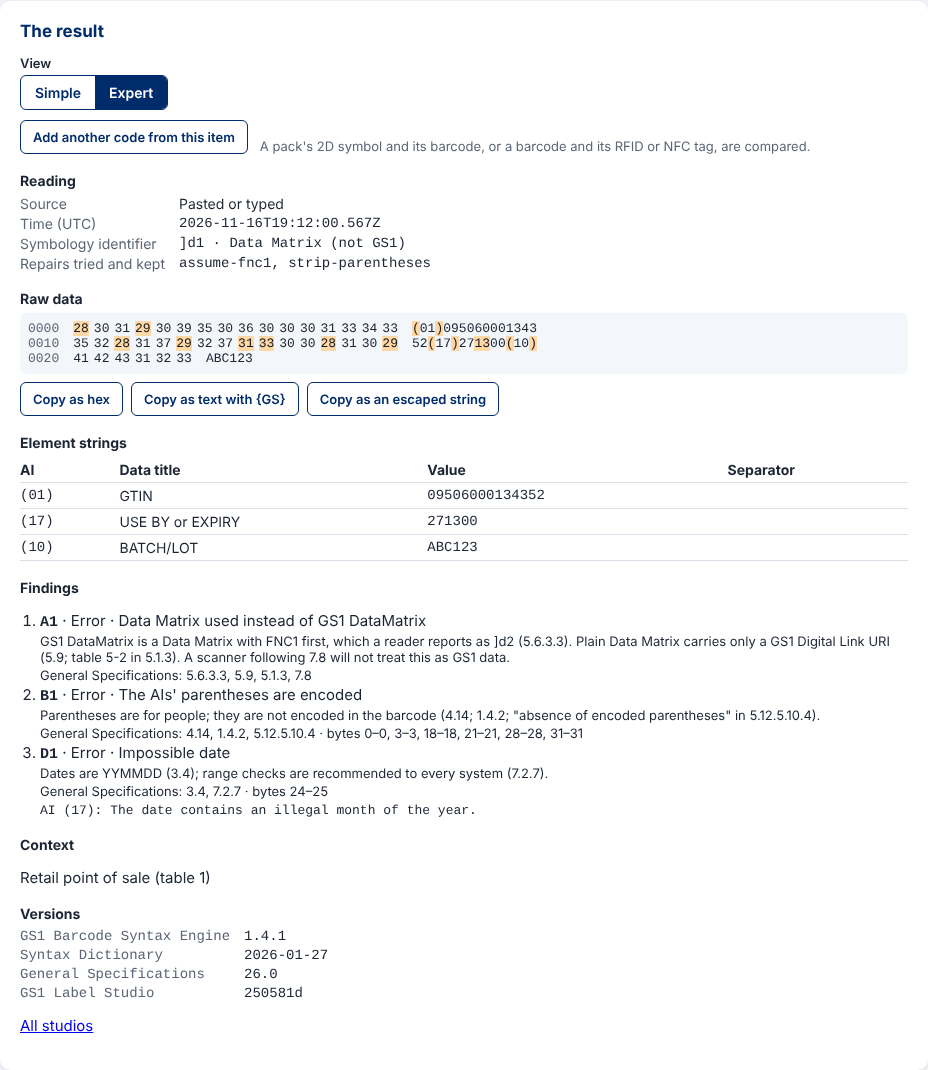 The result
View
Simple Expert
Add another code from this item A pack's 2D symbol and its barcode, or a barcode and its RFID or NFC tag, are compared.
Reading
Source Pasted or typed
Time (UTC) 2026-11-16T19:12:00.567Z
Symbology identifier ]d1 · Data Matrix (not GS1)
Repairs tried and kept assume-fnc1, strip-parentheses
Raw data
0000 28 30 31 29 30 39 35 30 36 30 30 30 31 33 34 33 (01)095060001343
0010 35 32 28 31 37 29 32 37 31 33 30 30 28 31 30 29 52(17)271300(10)
0020 41 42 43 31 32 33 ABC123
Copy as hex Copy as text with {GS} Copy as an escaped string
Element strings
AI Data title Value Separator
(01) GTIN 09506000134352
(17) USE BY or EXPIRY 271300
(10) BATCH/LOT ABC123
Findings
1. A1 · Error · Data Matrix used instead of GS1 DataMatrix
GS1 DataMatrix is a Data Matrix with FNC1 first, which a reader reports as ]d2 (5.6.3.3). Plain Data Matrix carries only a GS1 Digital Link URI
(5.9; table 5-2 in 5.1.3). A scanner following 7.8 will not treat this as GS1 data.
General Specifications: 5.6.3.3, 5.9, 5.1.3, 7.8
2. B1 · Error · The AIs' parentheses are encoded
Parentheses are for people; they are not encoded in the barcode (4.14; 1.4.2; "absence of encoded parentheses" in 5.12.5.10.4).
General Specifications: 4.14, 1.4.2, 5.12.5.10.4 · bytes 0–0, 3–3, 18–18, 21–21, 28–28, 31–31
3. D1 · Error · Impossible date
Dates are YYMMDD (3.4); range checks are recommended to every system (7.2.7).
General Specifications: 3.4, 7.2.7 · bytes 24–25
AI (17): The date contains an illegal month of the year.
Context
Retail point of sale (table 1)
Versions
GS1 Barcode Syntax Engine 1.4.1
Syntax Dictionary 2026-01-27
General Specifications 26.0
GS1 Label Studio 250581d
All studios